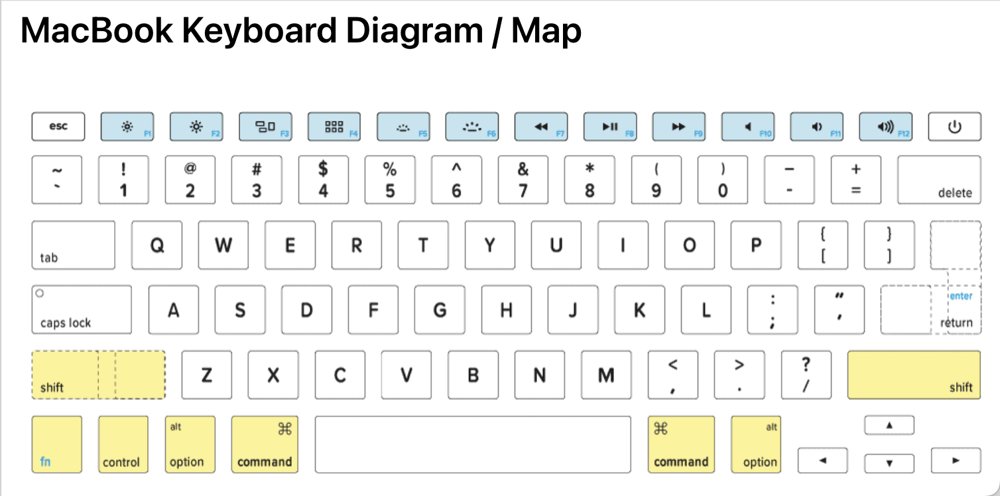 MacBook Keyboard Diagram / Map
esc F1 F2 F3 F4 F5 F6 F7 F8 F9 F10 F11 F12
~ ! @ # $ % ^ & * ( ) – +
` 1 2 3 4 5 6 7 8 9 0 - = delete
tab Q W E R T Y U I O P { }
[ ]
caps lock A S D F G H J K L : " enter
; ' return
shift Z X C V B N M < > ? shift
, . /
alt ⌘ ⌘ alt
fn control option command command option